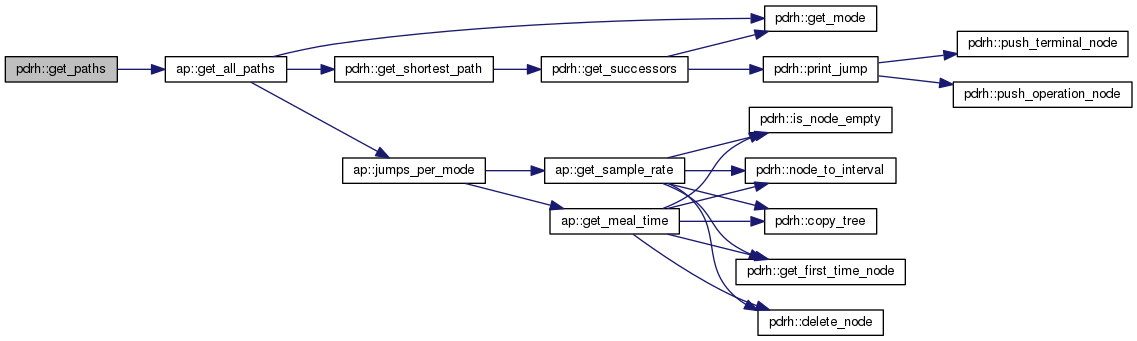 pdrh::get_paths
ap::get_all_paths
pdrh::get_mode
pdrh::get_shortest_path
pdrh::get_successors
pdrh::print_jump
pdrh::push_terminal_node
pdrh::push_operation_node
ap::jumps_per_mode
ap::get_sample_rate
ap::get_meal_time
pdrh::is_node_empty
pdrh::node_to_interval
pdrh::copy_tree
pdrh::get_first_time_node
pdrh::delete_node